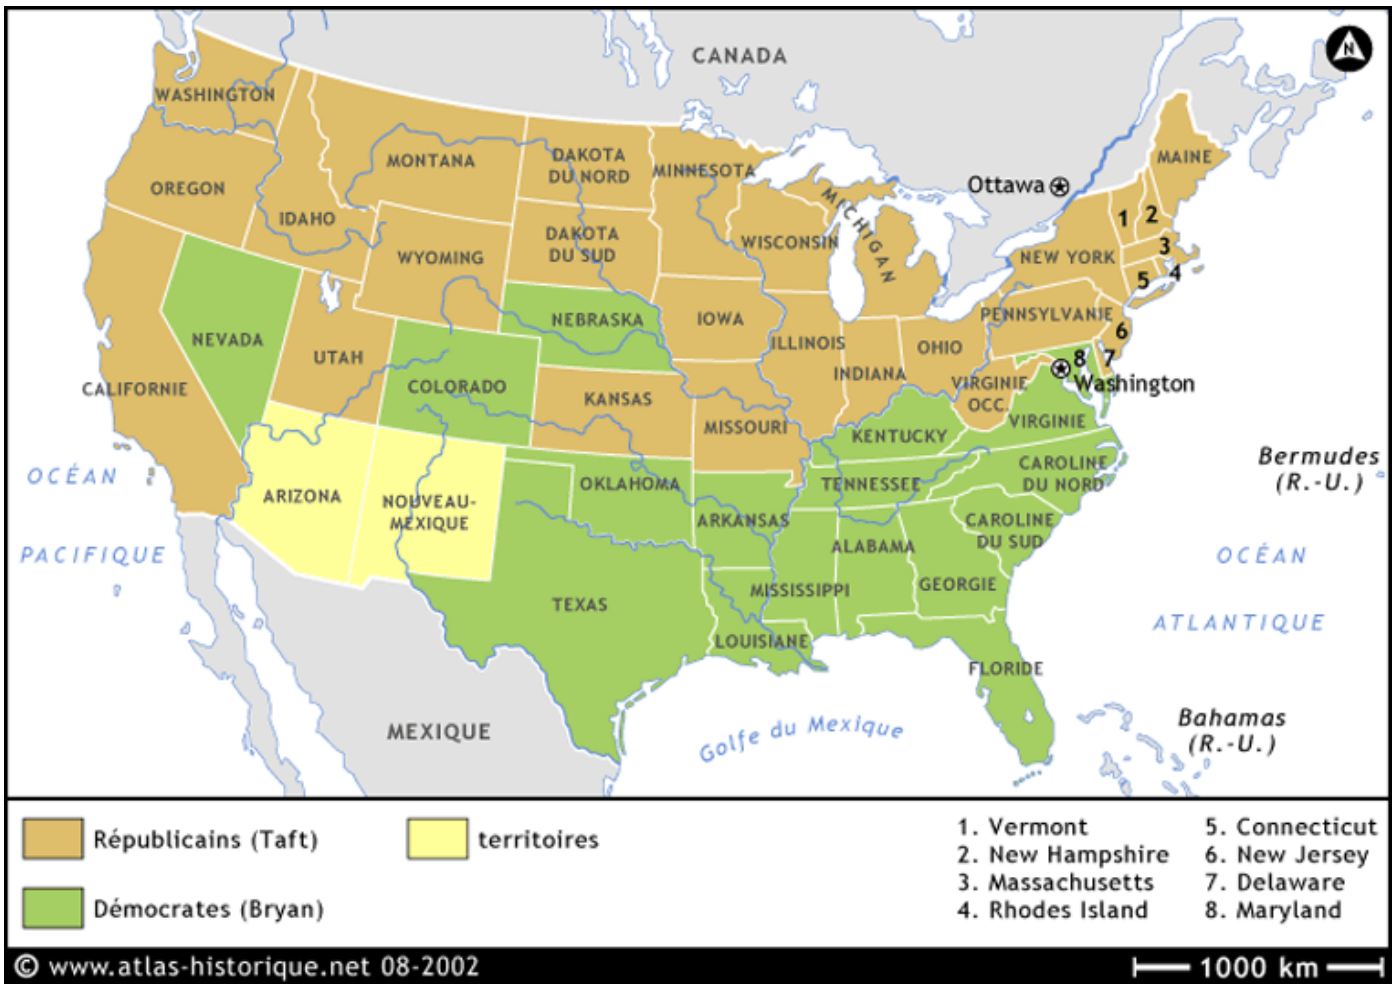 CANADA
N
WASHINGTON
MONTANA
DAKOTA
DU NORD
MINNESOTA
MAINE
OREGON
IDAHO
Ottawa
MICHIGAN
1
2
WYOMING
DAKOTA
DU SUD
WISCONSIN
NEW YORK
3
4
5
NEVADA
NEBRASKA
IOWA
PENNSYLVANIE
6
UTAH
ILLINOIS
OHIO
8
7
CALIFORNIE
COLORADO
KANSAS
INDIANA
VIRGINIE
OCC.
Washington
MISSOURI
KENTUCKY
VIRGINIE
OCÉAN
PACIFIQUE
ARIZONA
NOUVEAU-
MEXIQUE
OKLAHOMA
TENNESSEE
CAROLINE
DU NORD
Bermudes
(R.-U.)
ARKANSAS
CAROLINE
DU SUD
ALABAMA
OCÉAN
ATLANTIQUE
TEXAS
MISSISSIPPI
GEORGIE
LOUISIANE
FLORIDE
MEXIQUE
Golfe du Mexique
Bahamas
(R.-U.)
Républicains (Taft)
territoires
Démocrates (Bryan)
1. Vermont
2. New Hampshire
3. Massachusetts
4. Rhodes Island
5. Connecticut
6. New Jersey
7. Delaware
8. Maryland
© www.atlas-historique.net 08-2002
1000 km